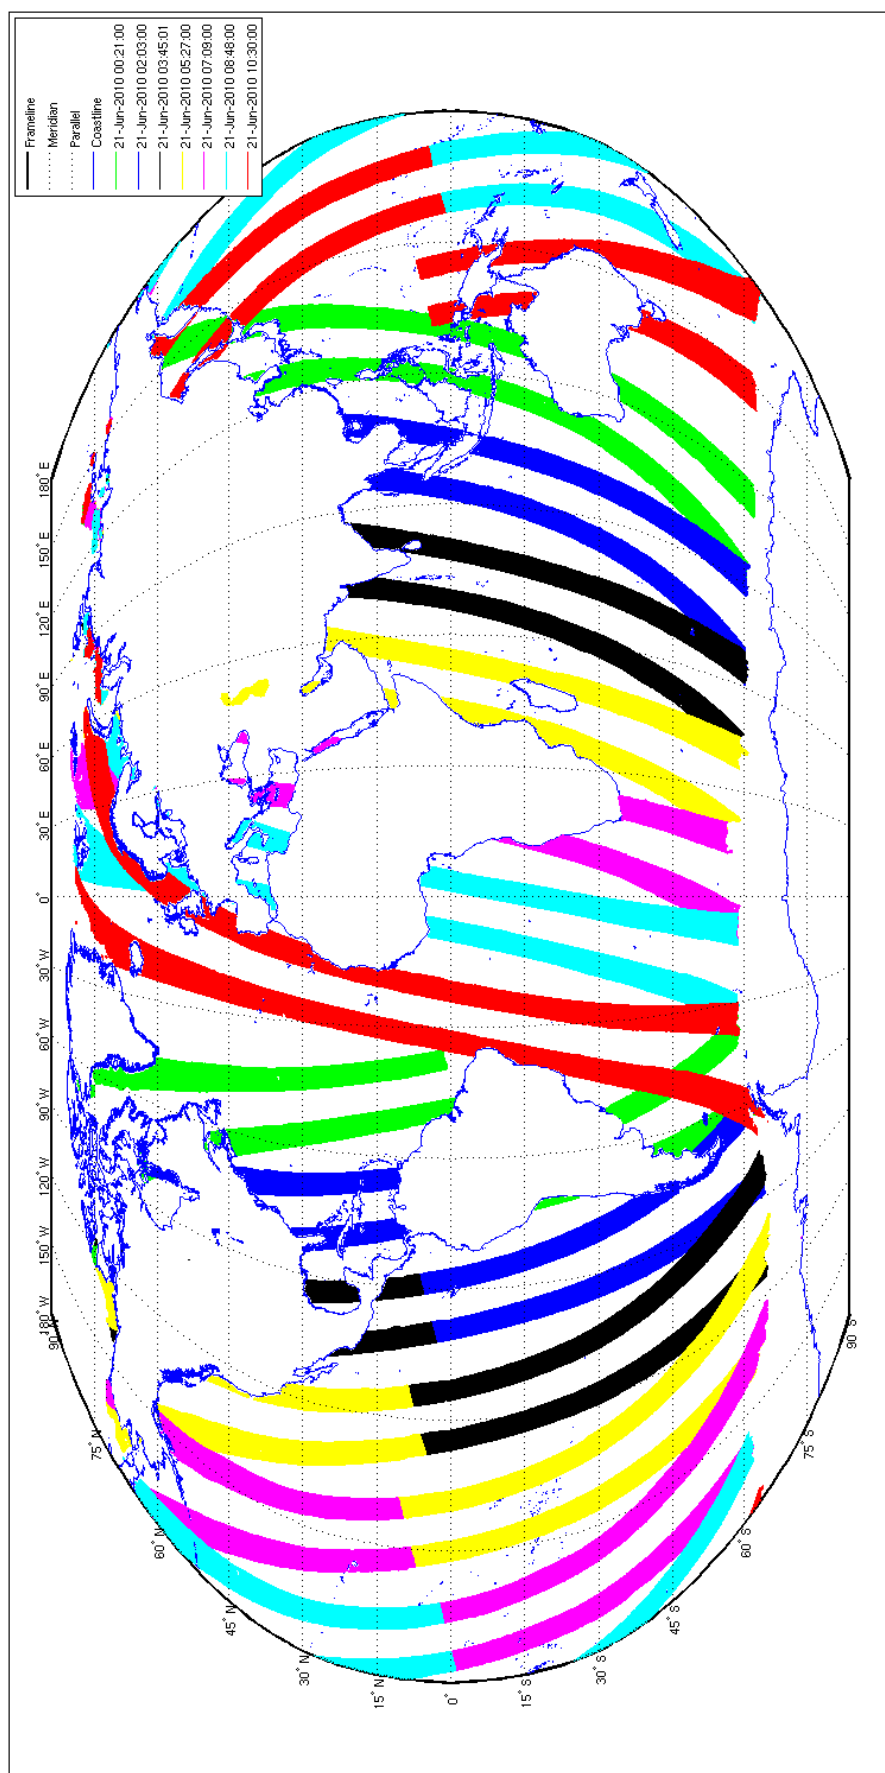 Frameline
Meridian
Parallel
Coastline
21-Jun-2010 00:21:00
21-Jun-2010 02:03:00
21-Jun-2010 03:45:01
21-Jun-2010 05:27:00
21-Jun-2010 07:09:00
21-Jun-2010 08:48:00
21-Jun-2010 10:30:00
180° W
150° W
120° W
90° W
60° W
30° W
0°
30° E
60° E
90° E
120° E
150° E
180° E
90° N
75° N
60° N
45° N
30° N
15° N
0°
15° S
30° S
45° S
60° S
75° S
90° S